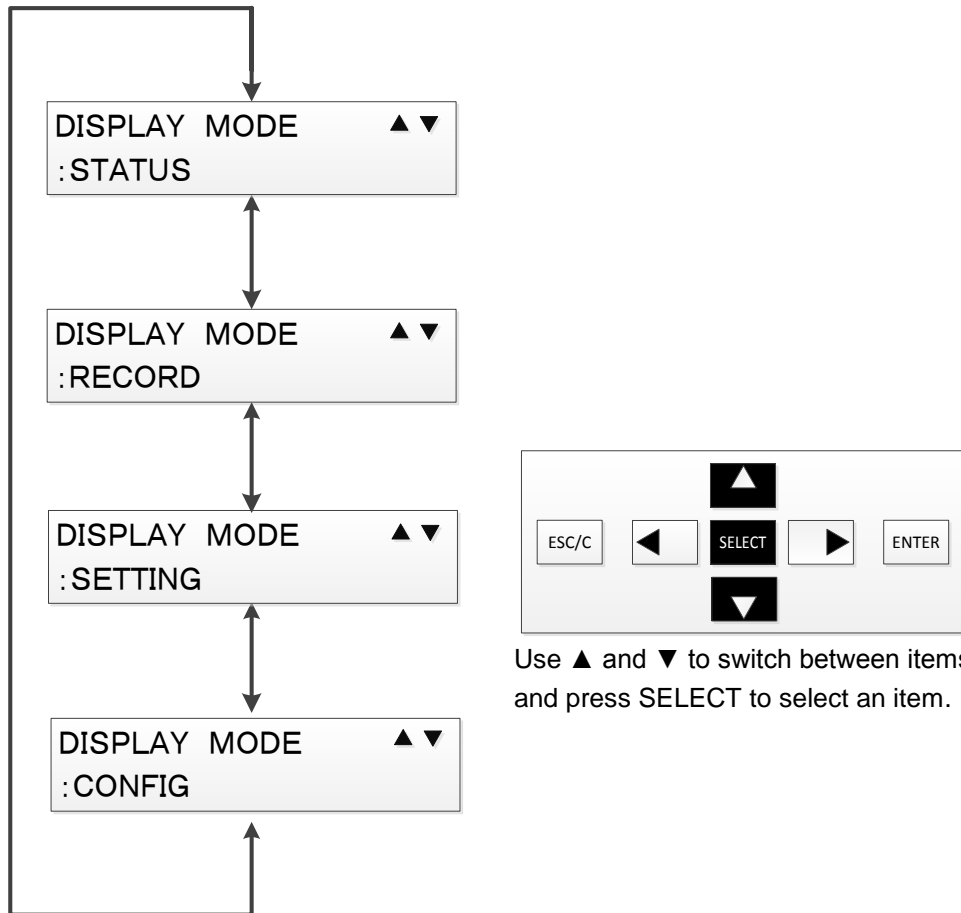 DISPLAY MODE ▲ ▼
:STATUS
DISPLAY MODE ▲ ▼
:RECORD
DISPLAY MODE ▲ ▼
:SETTING
DISPLAY MODE ▲ ▼
:CONFIG
ESC/C ◀ SELECT ▶ ENTER
Use ▲ and ▼ to switch between items
and press SELECT to select an item.